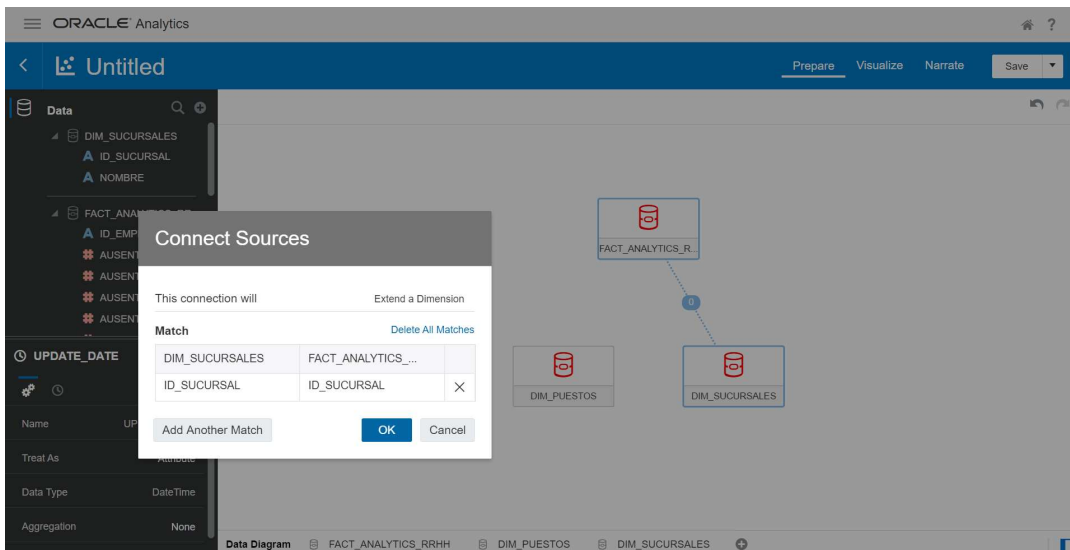 ORACLE Analytics
?
Untitled
Prepare Visualize Narrate Save
Data
DIM_SUCURSALES
A ID_SUCURSAL
A NOMBRE
FACT_ANA
A ID_EMP
# AUSENT
# AUSENT
# AUSENT
# AUSENT
UPDATE_DATE
Name UP
Treat As Attribute
Data Type DateTime
Aggregation None
Connect Sources
This connection will Extend a Dimension
Match Delete All Matches
DIM_SUCURSALES FACT_ANALYTICS_...
ID_SUCURSAL ID_SUCURSAL
Add Another Match OK Cancel
FACT_ANALYTICS_R...
0
DIM_PUESTOS
DIM_SUCURSALES
Data Diagram FACT_ANALYTICS_RRHH DIM_PUESTOS DIM_SUCURSALES